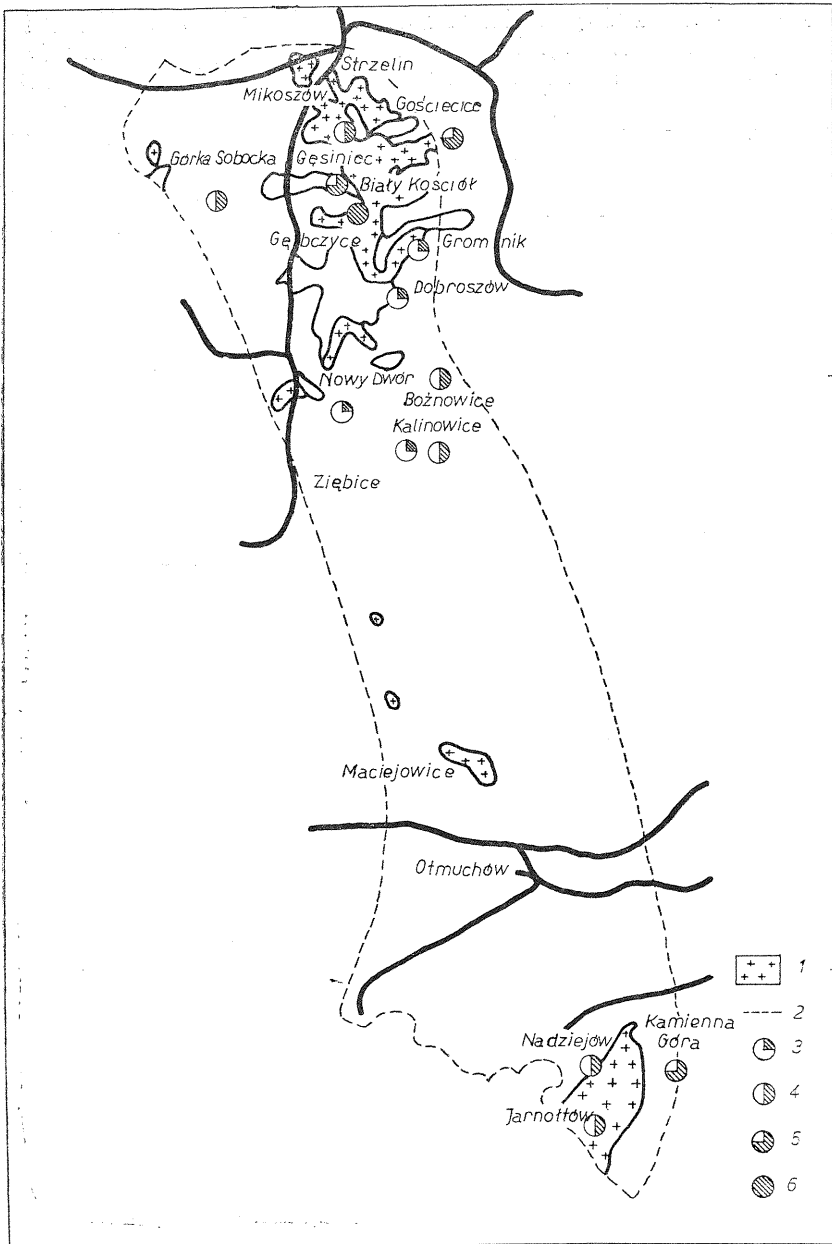 Strzelin
Mikoszów
Gościęcice
Górka Sobocka
Gęsiniec
Biały Kościół
Gębczyce
Gromnik
Dobroszów
Nowy Dwór
Bożnowice
Kalinowice
Ziębice
Maciejowice
Otmuchów
1
2
Kamienna
Góra
Nadziejów
3
4
Jarnołtów
5
6